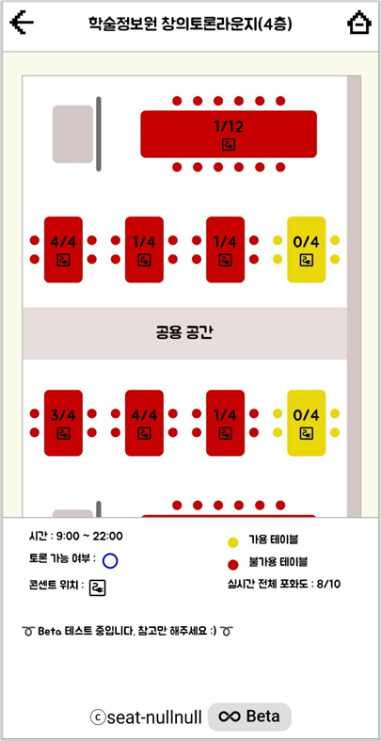 학술정보원 창의토론라운지(4층)
1/12
4/4 1/4 1/4 0/4
공용 공간
3/4 4/4 1/4 0/4
시간 : 9:00 ~ 22:00
토론 가능 여부 :
콘센트 위치 :
가용 테이블
불가용 테이블
실시간 전체 포화도 : 8/10
➰ Beta 테스트 중입니다. 참고만 해주세요 :) ➰
ⓒseat-nullnull ∞ Beta